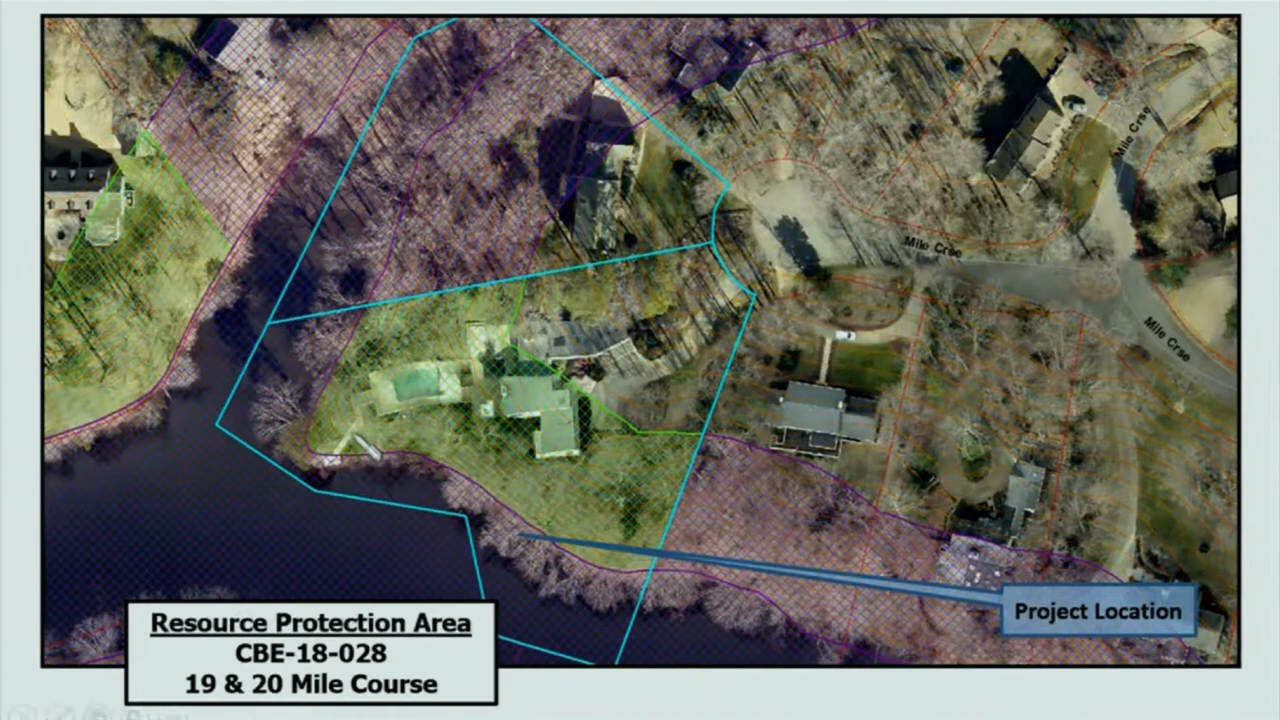 Mile Crse
Mile Crse
Mile Crse
Project Location
Resource Protection Area
CBE-18-028
19 & 20 Mile Course